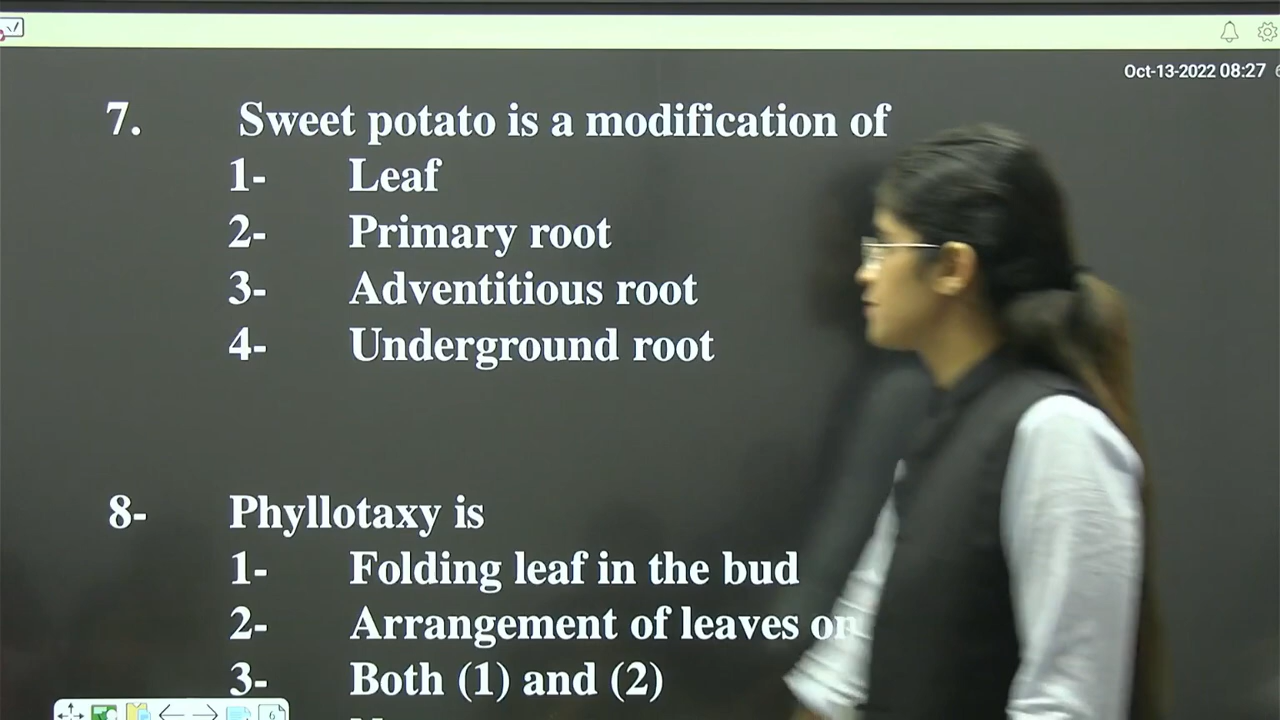 Oct-13-2022 08:27
7. Sweet potato is a modification of
1- Leaf
2- Primary root
3- Adventitious root
4- Underground root
8- Phyllotaxy is
1- Folding leaf in the bud
2- Arrangement of leaves on
3- Both (1) and (2)
6